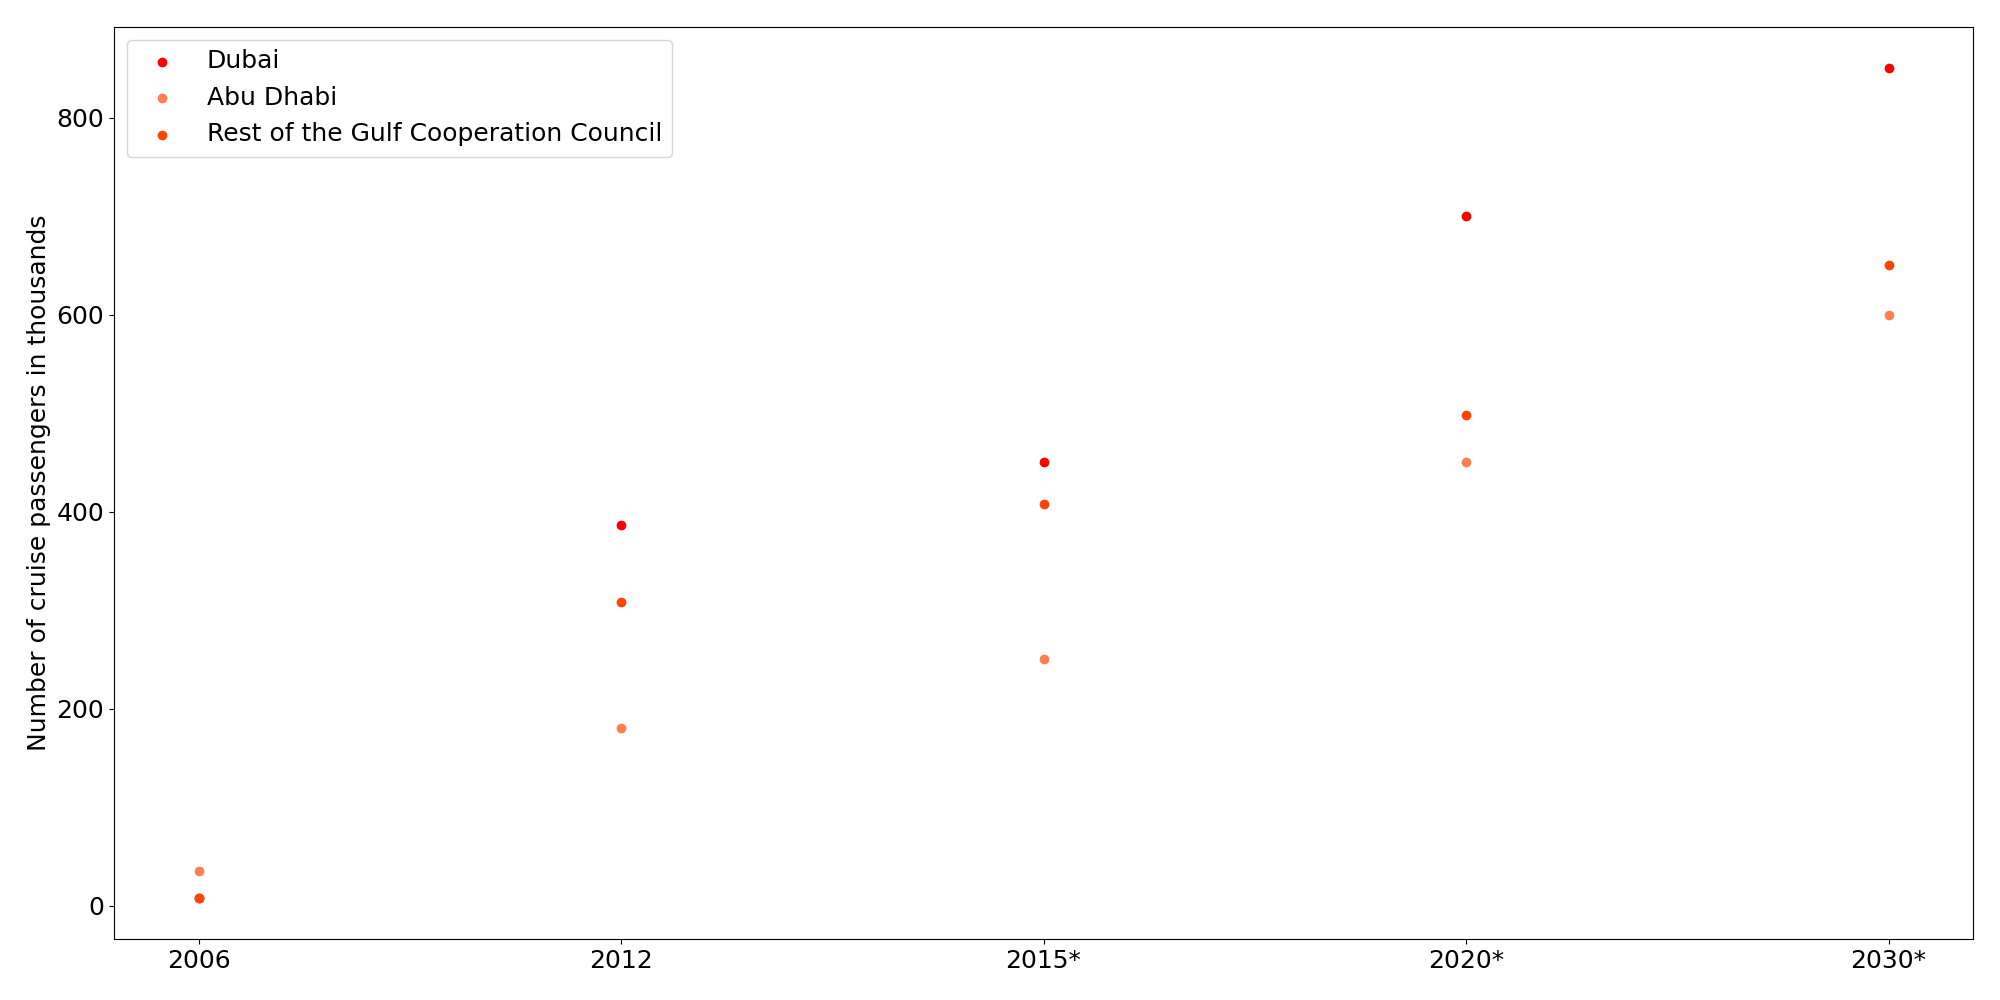 Dubai
Abu Dhabi
Rest of the Gulf Cooperation Council
Number of cruise passengers in thousands
800
600
400
200
0
2006 2012 2015* 2020* 2030*